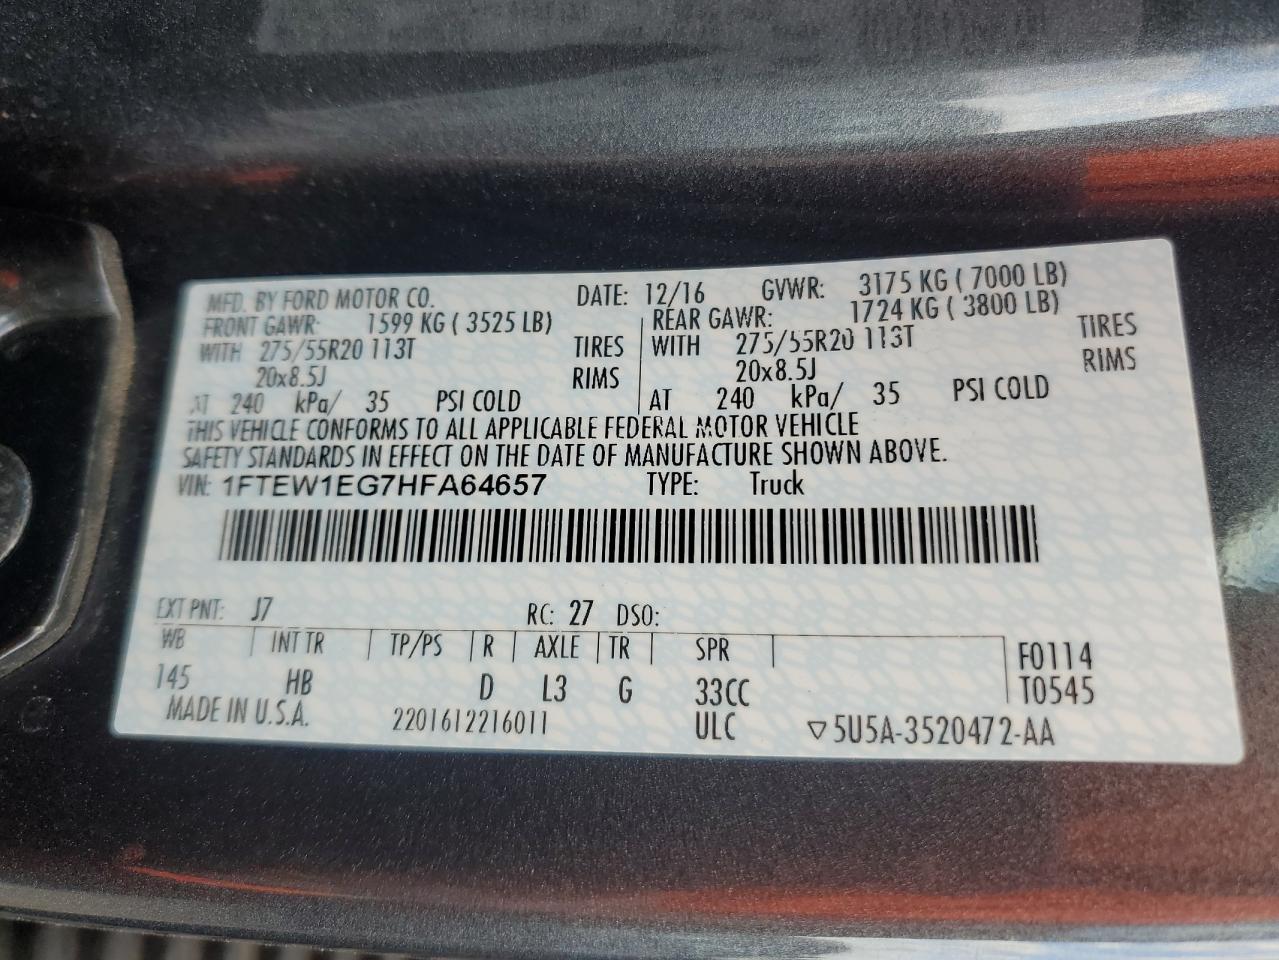 MFD. BY FORD MOTOR CO. DATE: 12/16 GVWR: 3175 KG ( 7000 LB)
FRONT GAWR: 1599 KG ( 3525 LB) REAR GAWR: 1724 KG ( 3800 LB)
WITH 275/55R20 113T TIRES WITH 275/55R20 113T TIRES
20x8.5J RIMS 20x8.5J RIMS
AT 240 kPa/ 35 PSI COLD AT 240 kPa/ 35 PSI COLD
THIS VEHICLE CONFORMS TO ALL APPLICABLE FEDERAL MOTOR VEHICLE
SAFETY STANDARDS IN EFFECT ON THE DATE OF MANUFACTURE SHOWN ABOVE.
VIN: 1FTEW1EG7HFA64657 TYPE: Truck
EXT PNT: J7 RC: 27 DSO:
WB INT TR TP/PS R AXLE TR SPR F0114
145 HB D L3 G 33CC T0545
MADE IN U.S.A. 2201612216011 ULC ▽5U5A-3520472-AA